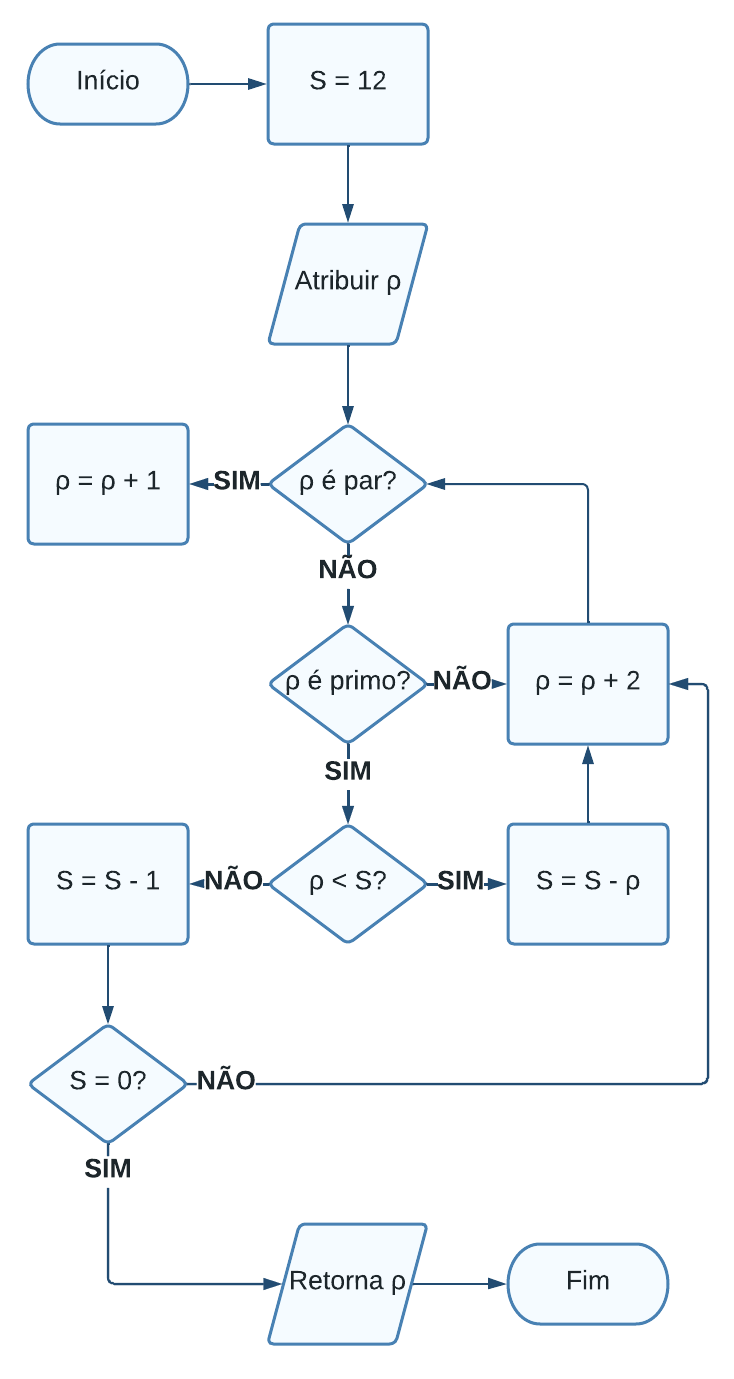 Início
S = 12
Atribuir ρ
ρ = ρ + 1
SIM
ρ é par?
NÃO
ρ é primo?
NÃO
ρ = ρ + 2
SIM
S = S - 1
NÃO
ρ < S?
SIM
S = S - ρ
S = 0?
NÃO
SIM
Retorna ρ
Fim